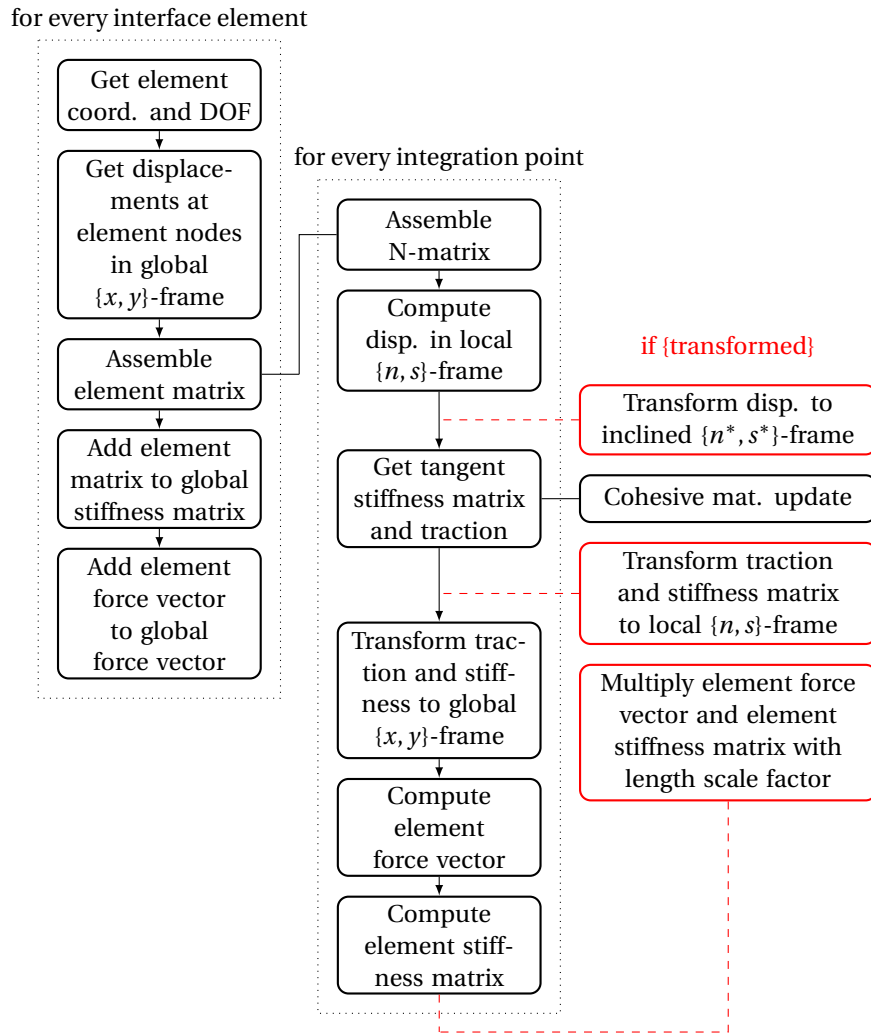 for every interface element
Get element
coord. and DOF
Get displace-
ments at
element nodes
in global
{x, y}-frame
Assemble
element matrix
Add element
matrix to global
stiffness matrix
Add element
force vector
to global
force vector
for every integration point
Assemble
N-matrix
Compute
disp. in local
{n, s}-frame
Get tangent
stiffness matrix
and traction
Transform trac-
tion and stiff-
ness to global
{x, y}-frame
Compute
element
force vector
Compute
element stiff-
ness matrix
if {transformed}
Transform disp. to
inclined {n*, s*}-frame
Cohesive mat. update
Transform traction
and stiffness matrix
to local {n, s}-frame
Multiply element force
vector and element
stiffness matrix with
length scale factor